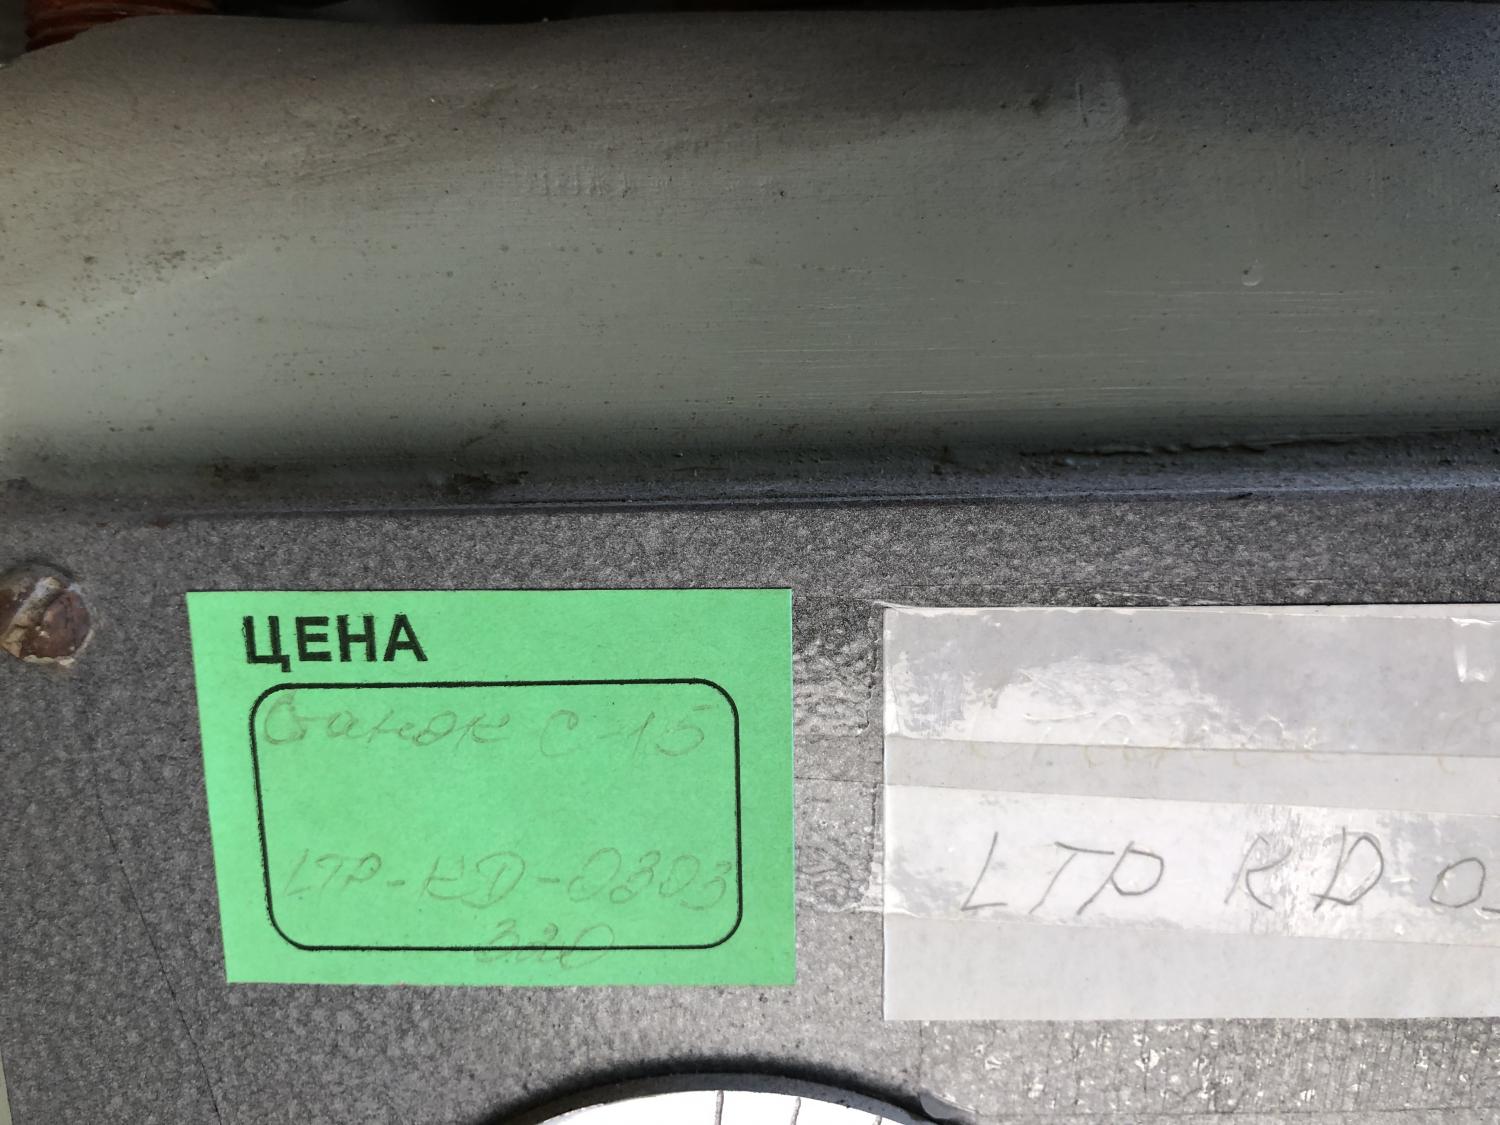 ЦЕНА
Станок С-15
LTP-KD-0303
320
LTP KD 0